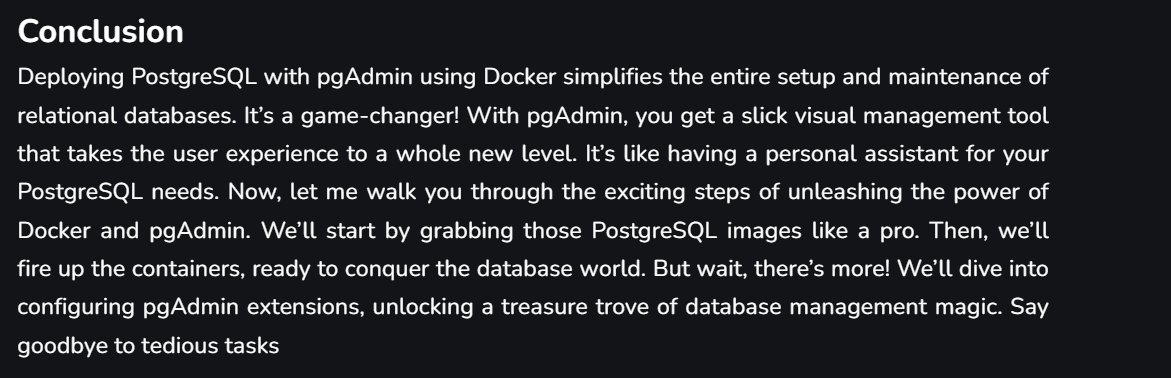 Conclusion
Deploying PostgreSQL with pgAdmin using Docker simplifies the entire setup and maintenance of
relational databases. It’s a game-changer! With pgAdmin, you get a slick visual management tool
that takes the user experience to a whole new level. It’s like having a personal assistant for your
PostgreSQL needs. Now, let me walk you through the exciting steps of unleashing the power of
Docker and pgAdmin. We’ll start by grabbing those PostgreSQL images like a pro. Then, we’ll
fire up the containers, ready to conquer the database world. But wait, there’s more! We’ll dive into
configuring pgAdmin extensions, unlocking a treasure trove of database management magic. Say
goodbye to tedious tasks